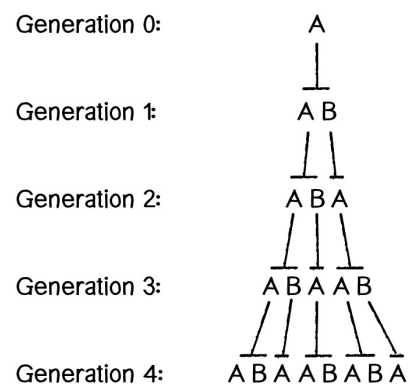 Generation 0: A
Generation 1: A B
Generation 2: A B A
Generation 3: A B A A B
Generation 4: A B A A B A B A